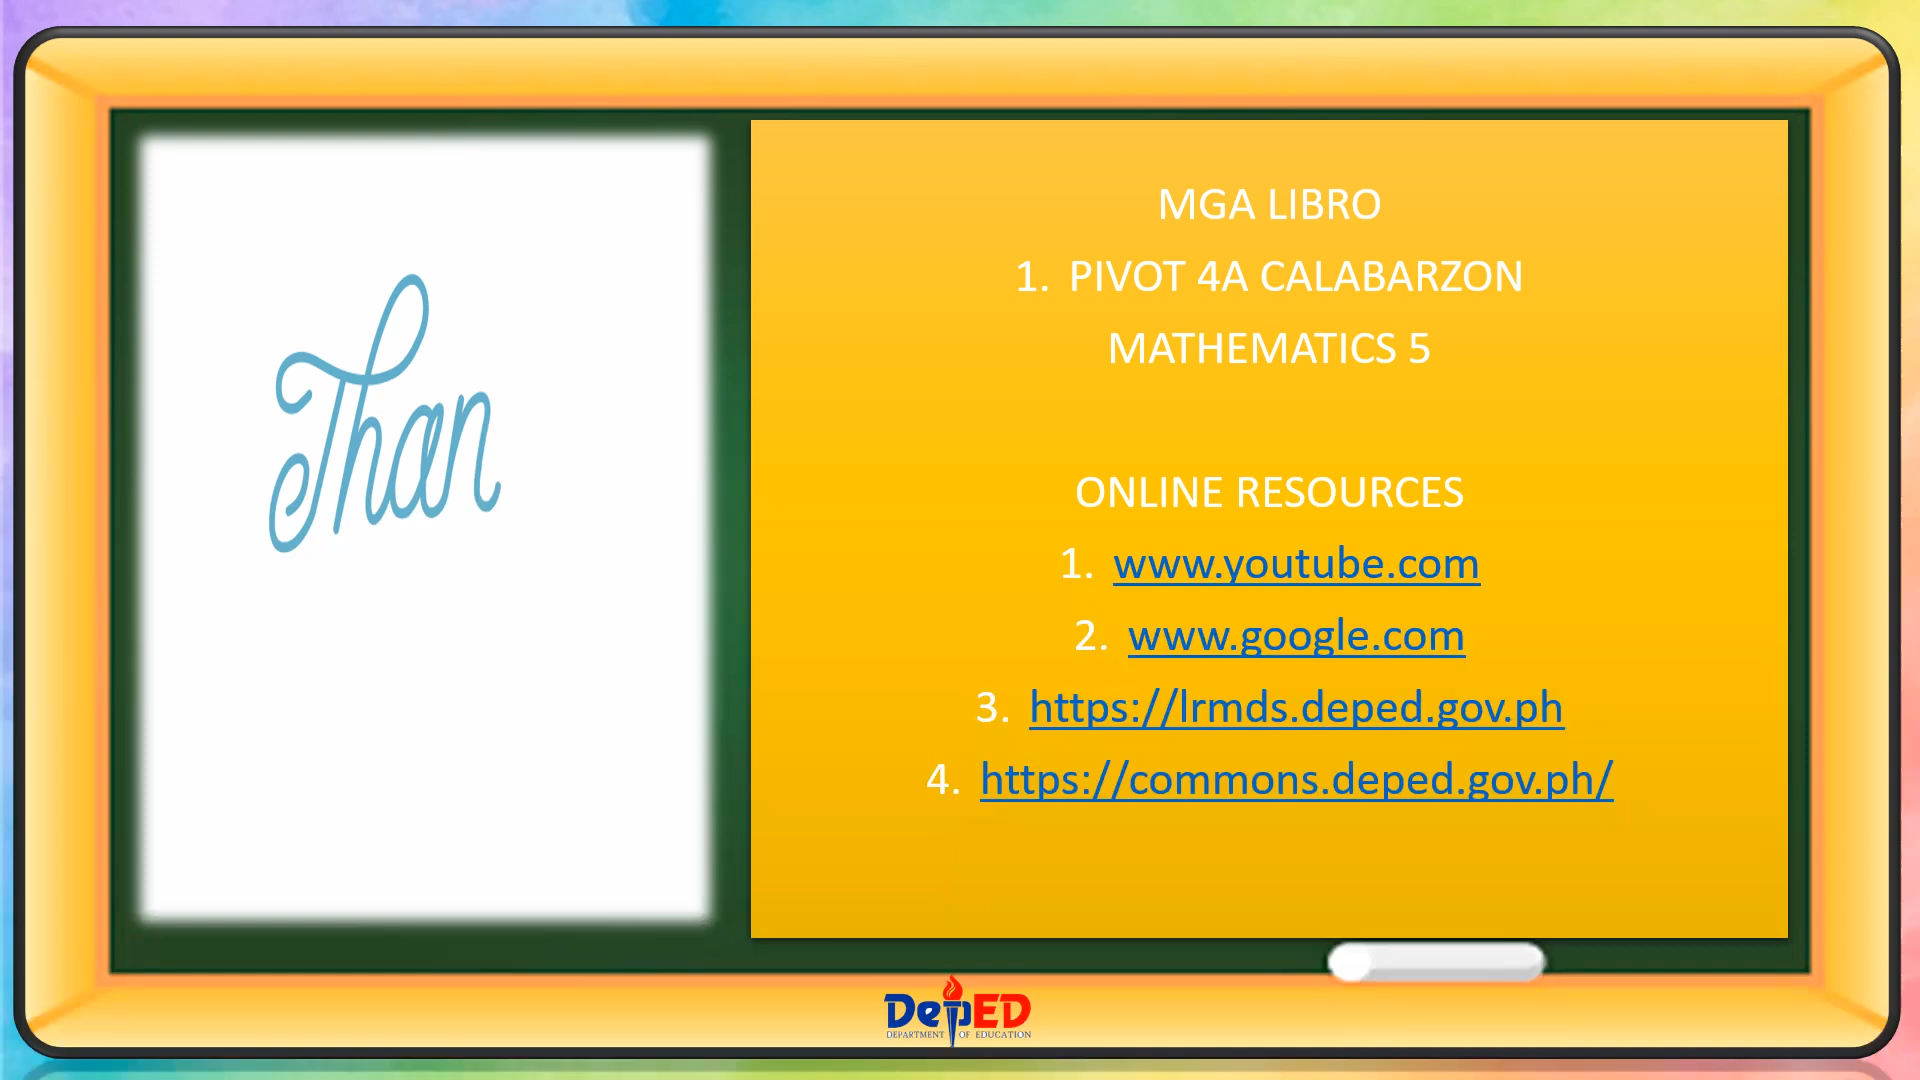 Than
MGA LIBRO
1. PIVOT 4A CALABARZON
MATHEMATICS 5
ONLINE RESOURCES
1. www.youtube.com
2. www.google.com
3. https://lrmds.deped.gov.ph
4. https://commons.deped.gov.ph/
DepED
DEPARTMENT OF EDUCATION